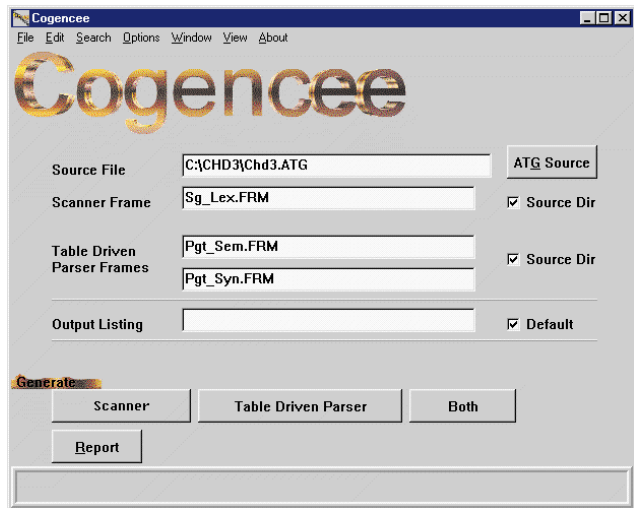 Cogencee
File Edit Search Options Window View About
Cogencee
Source File C:\CHD3\Chd3.ATG ATG Source
Scanner Frame Sg_Lex.FRM Source Dir
Table Driven
Parser Frames
Pgt_Sem.FRM Source Dir
Pgt_Syn.FRM
Output Listing Default
Generate
Scanner Table Driven Parser Both
Report